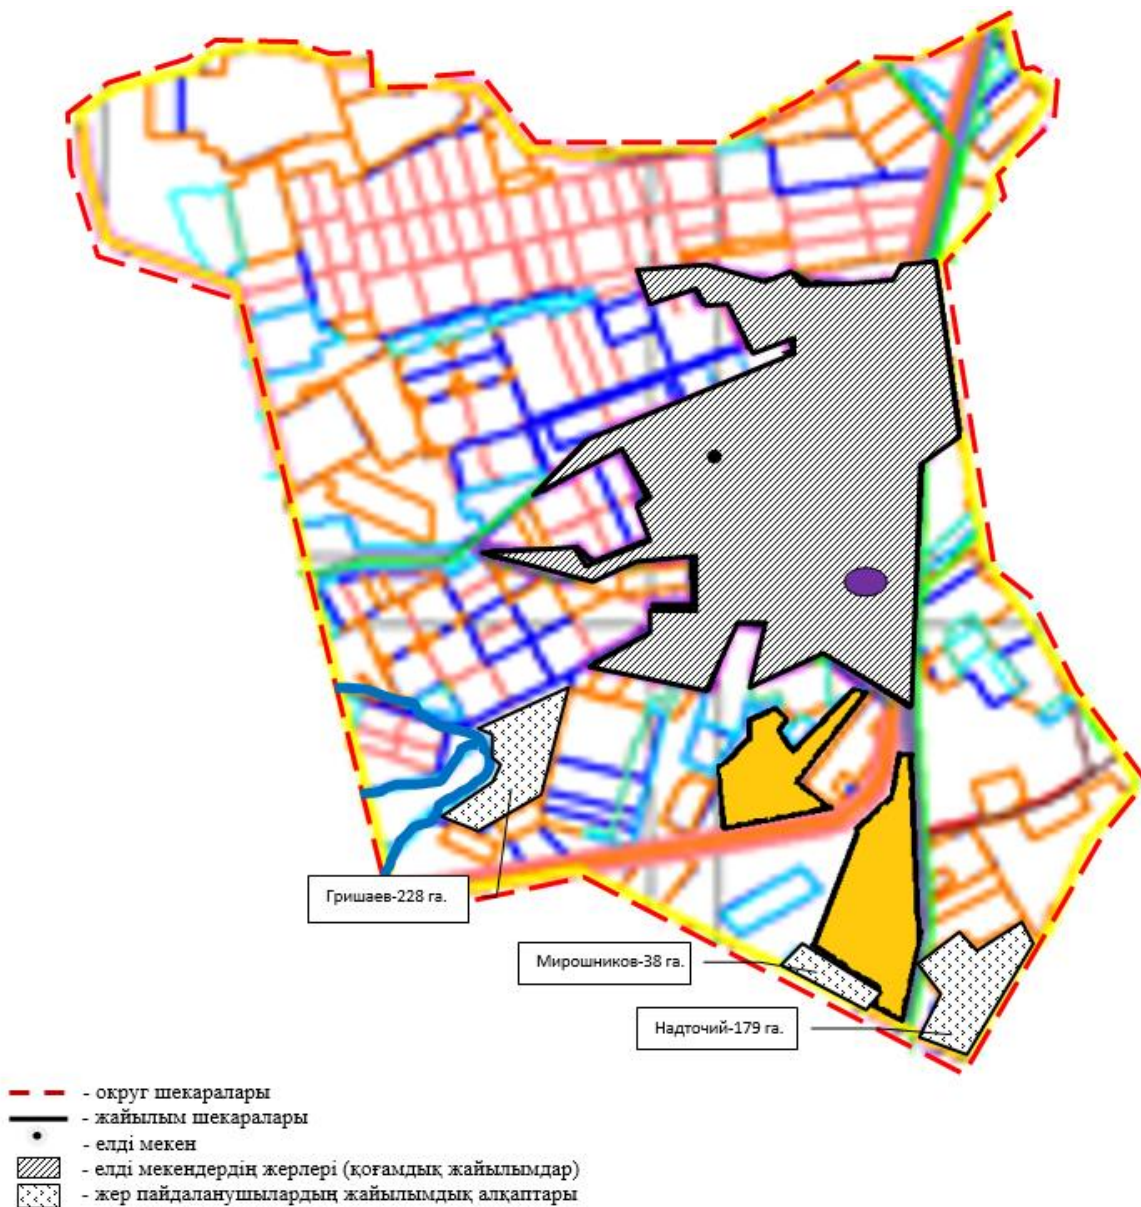 Гришаев-228 га.
Мирошников-38 га.
Надточий-179 га.
- округ шекаралары
- жайылым шекаралары
- елді мекен
- елді мекендердің жерлері (қоғамдық жайылымдар)
- жер пайдаланушылардың жайылымдық алқаптары